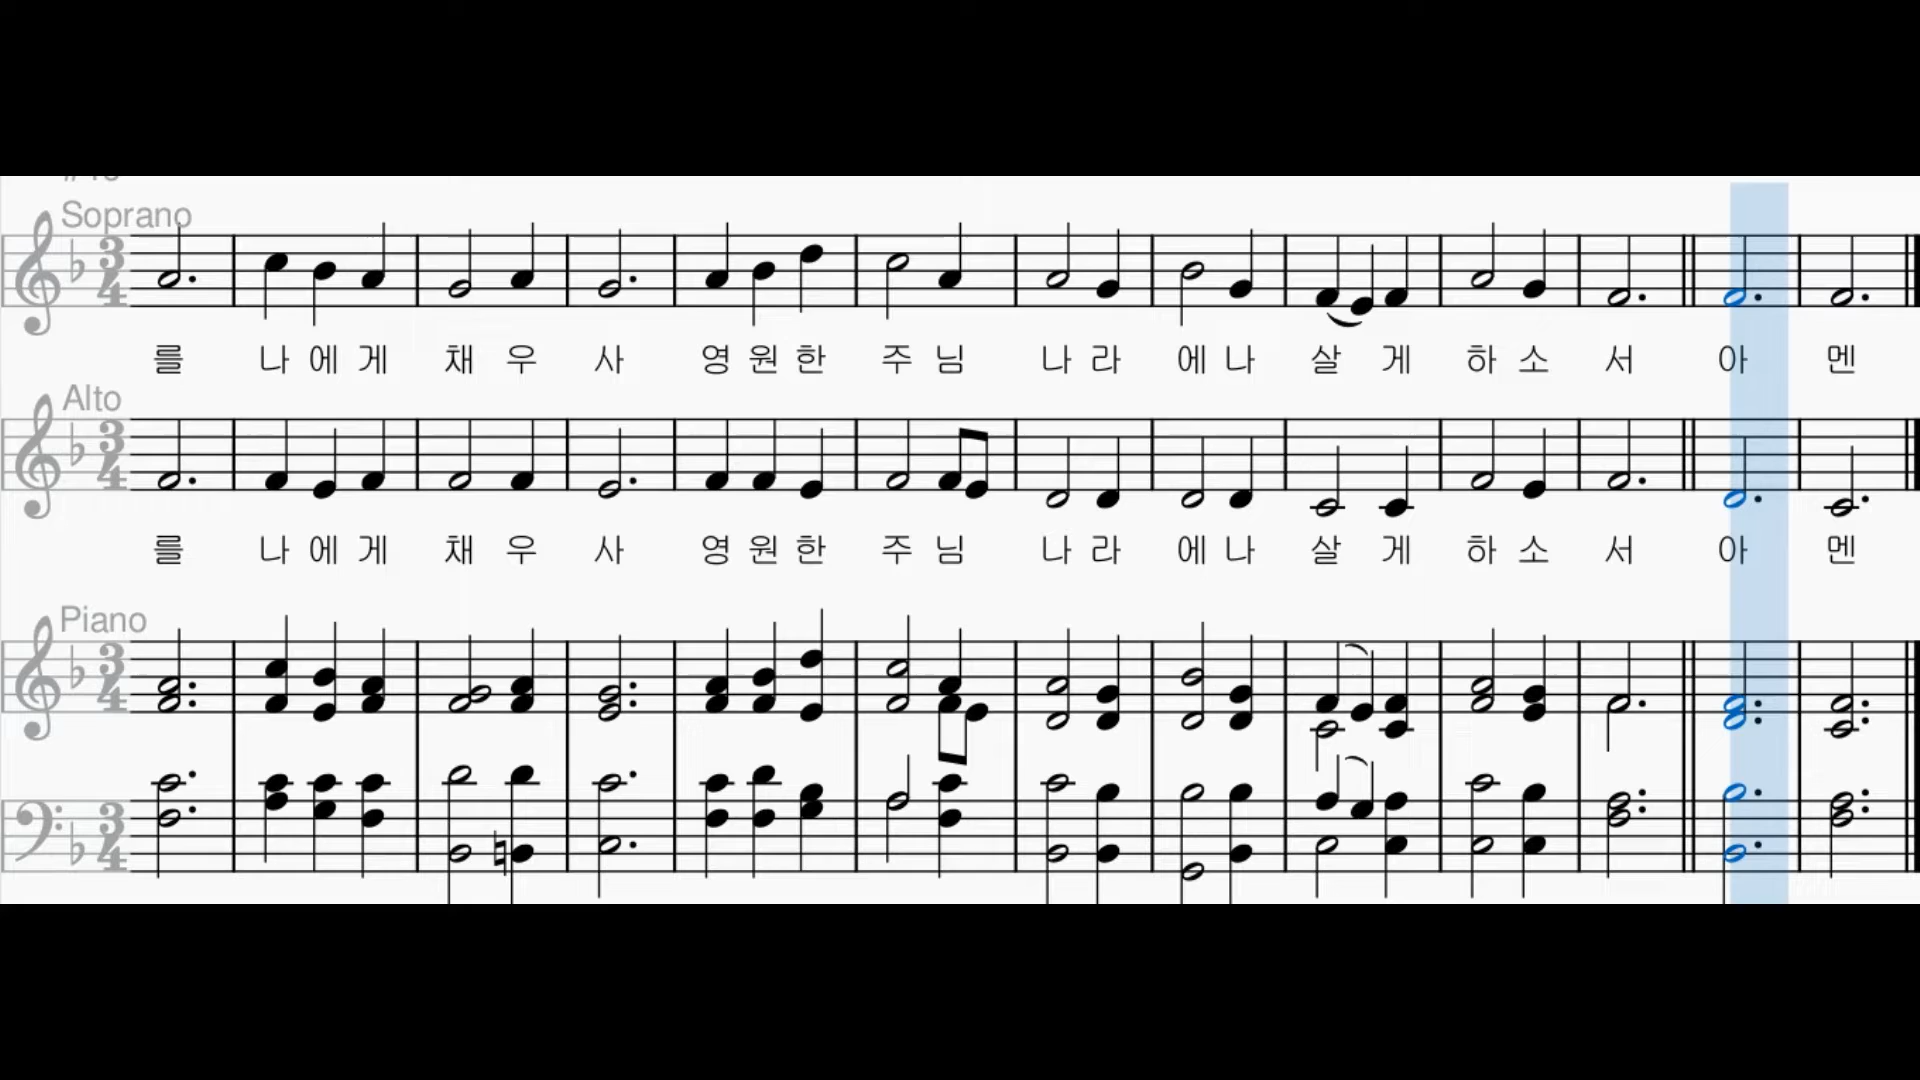 Soprano
를 나에게 채우 사 영원한 주님 나라 에나 살 게 하소 서 아 멘
Alto
를 나에게 채우 사 영원한 주님 나라 에나 살 게 하소 서 아 멘
Piano